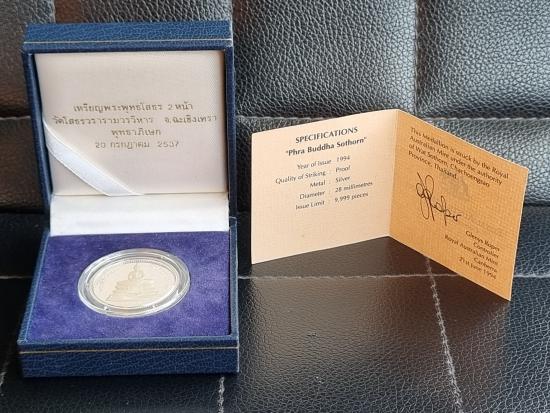 เหรียญพระพุทธโสธร 2 หน้า
วัดโสธรวรารามวรวิหาร จ.ฉะเชิงเทรา
พุทธาภิเษก
20 กรกฎาคม 2537
SPECIFICATIONS
"Phra Buddha Sothorn"
Year of issue : 1994
Quality of Striking : Proof
Metal : Silver
Diameter : 28 millimetres
Issue Limit : 9,999 pieces
This Medallion is struck by the Royal
Australian Mint under the authority
of Wat Sothorn, Chachoengsao
Province, Thailand.
Glenys Roper
Controller
Royal Australian Mint
Canberra
21st June 1994